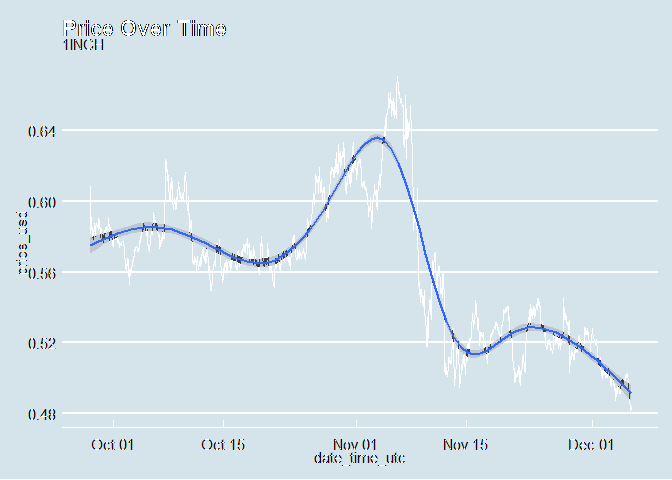 Price Over Time
1INCH
0.64
0.60
0.56
0.52
0.48
price_usd
Oct 01
Oct 15
Nov 01
Nov 15
Dec 01
date_time_utc